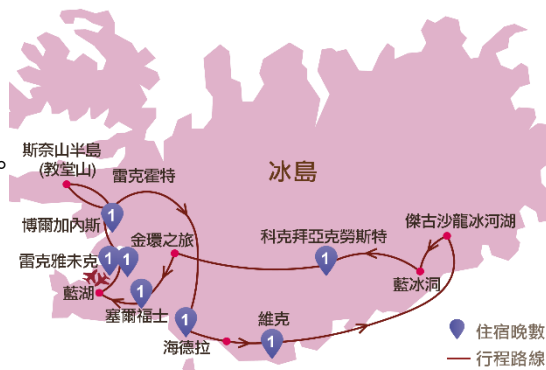 斯奈山半島
(教堂山)
雷克霍特
冰島
1
博爾加內斯
傑古沙龍冰河湖
金環之旅
科克拜亞克勞斯特
1
雷克雅未克
1
1
藍冰洞
藍湖
1
塞爾福士
1
維克
海德拉
1
住宿晚數
行程路線